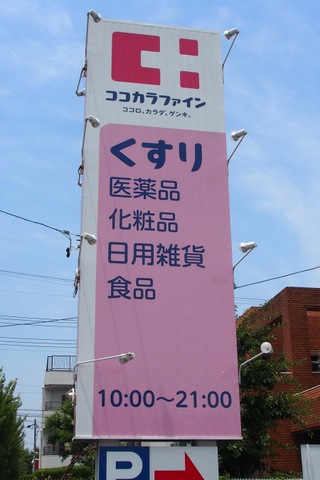 ココカラファイン
ココロ、カラダ、ゲンキ。
くすり
医薬品
化粧品
日用雑貨
食品
10:00〜21:00
P